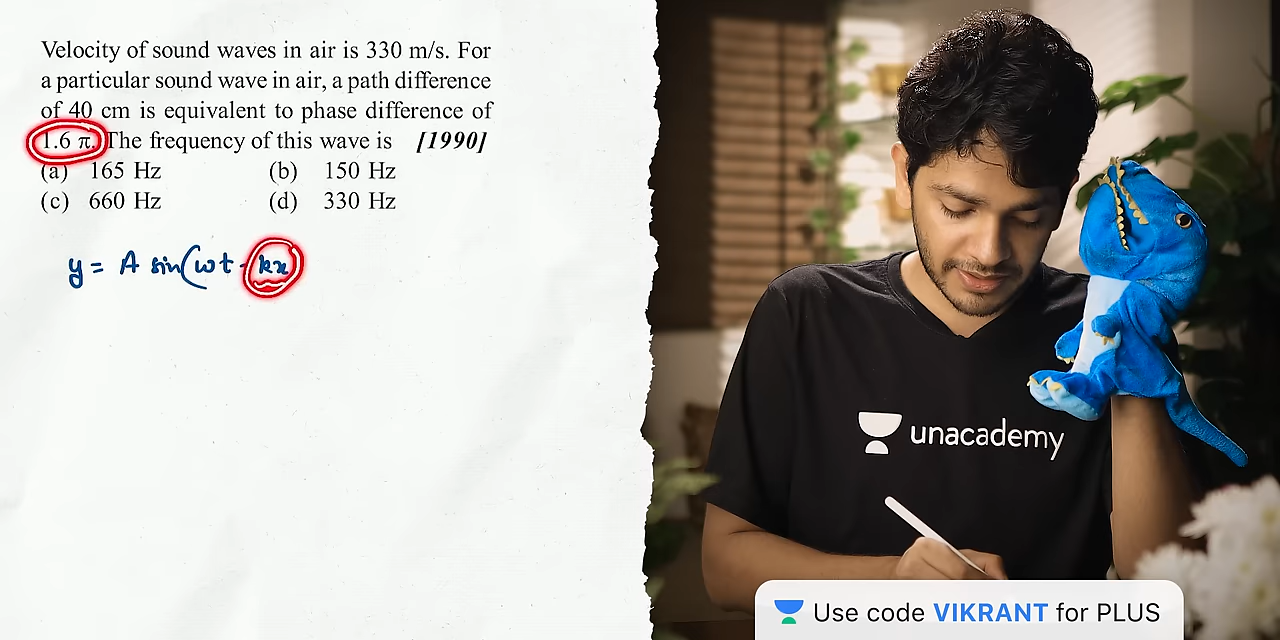 Velocity of sound waves in air is 330 m/s. For
a particular sound wave in air, a path difference
of 40 cm is equivalent to phase difference of
1.6 π. The frequency of this wave is [1990]
(a) 165 Hz (b) 150 Hz
(c) 660 Hz (d) 330 Hz
y = A sin(ωt - kx)
unacademy
Use code VIKRANT for PLUS